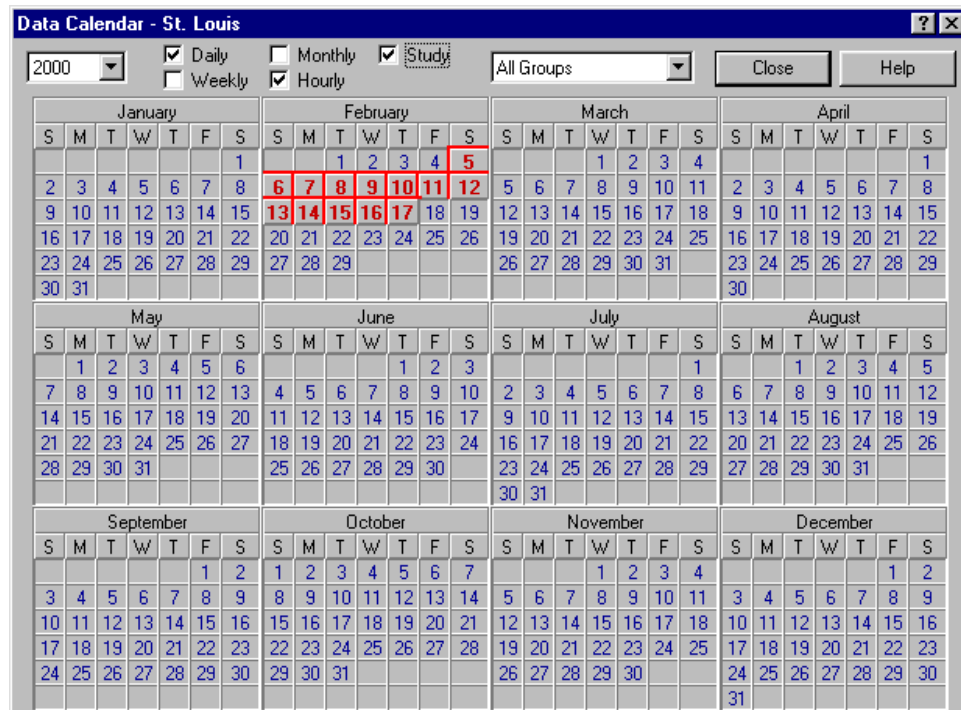 Data Calendar - St. Louis ? X
2000 Daily Monthly Study All Groups Close Help
Weekly Hourly
January February March April
S M T W T F S S M T W T F S S M T W T F S S M T W T F S
1 1 2 3 4 5 1 2 3 4 1
2 3 4 5 6 7 8 6 7 8 9 10 11 12 5 6 7 8 9 10 11 2 3 4 5 6 7 8
9 10 11 12 13 14 15 13 14 15 16 17 18 19 12 13 14 15 16 17 18 9 10 11 12 13 14 15
16 17 18 19 20 21 22 20 21 22 23 24 25 26 19 20 21 22 23 24 25 16 17 18 19 20 21 22
23 24 25 26 27 28 29 27 28 29 26 27 28 29 30 31 23 24 25 26 27 28 29
30 31 30
May June July August
S M T W T F S S M T W T F S S M T W T F S S M T W T F S
1 2 3 4 5 6 1 2 3 1 1 2 3 4 5
7 8 9 10 11 12 13 4 5 6 7 8 9 10 2 3 4 5 6 7 8 6 7 8 9 10 11 12
14 15 16 17 18 19 20 11 12 13 14 15 16 17 9 10 11 12 13 14 15 13 14 15 16 17 18 19
21 22 23 24 25 26 27 18 19 20 21 22 23 24 16 17 18 19 20 21 22 20 21 22 23 24 25 26
28 29 30 31 25 26 27 28 29 30 23 24 25 26 27 28 29 27 28 29 30 31
30 31
September October November December
S M T W T F S S M T W T F S S M T W T F S S M T W T F S
1 2 1 2 3 4 5 6 7 1 2 3 4 1 2
3 4 5 6 7 8 9 8 9 10 11 12 13 14 5 6 7 8 9 10 11 3 4 5 6 7 8 9
10 11 12 13 14 15 16 15 16 17 18 19 20 21 12 13 14 15 16 17 18 10 11 12 13 14 15 16
17 18 19 20 21 22 23 22 23 24 25 26 27 28 19 20 21 22 23 24 25 17 18 19 20 21 22 23
24 25 26 27 28 29 30 29 30 31 26 27 28 29 30 24 25 26 27 28 29 30
31